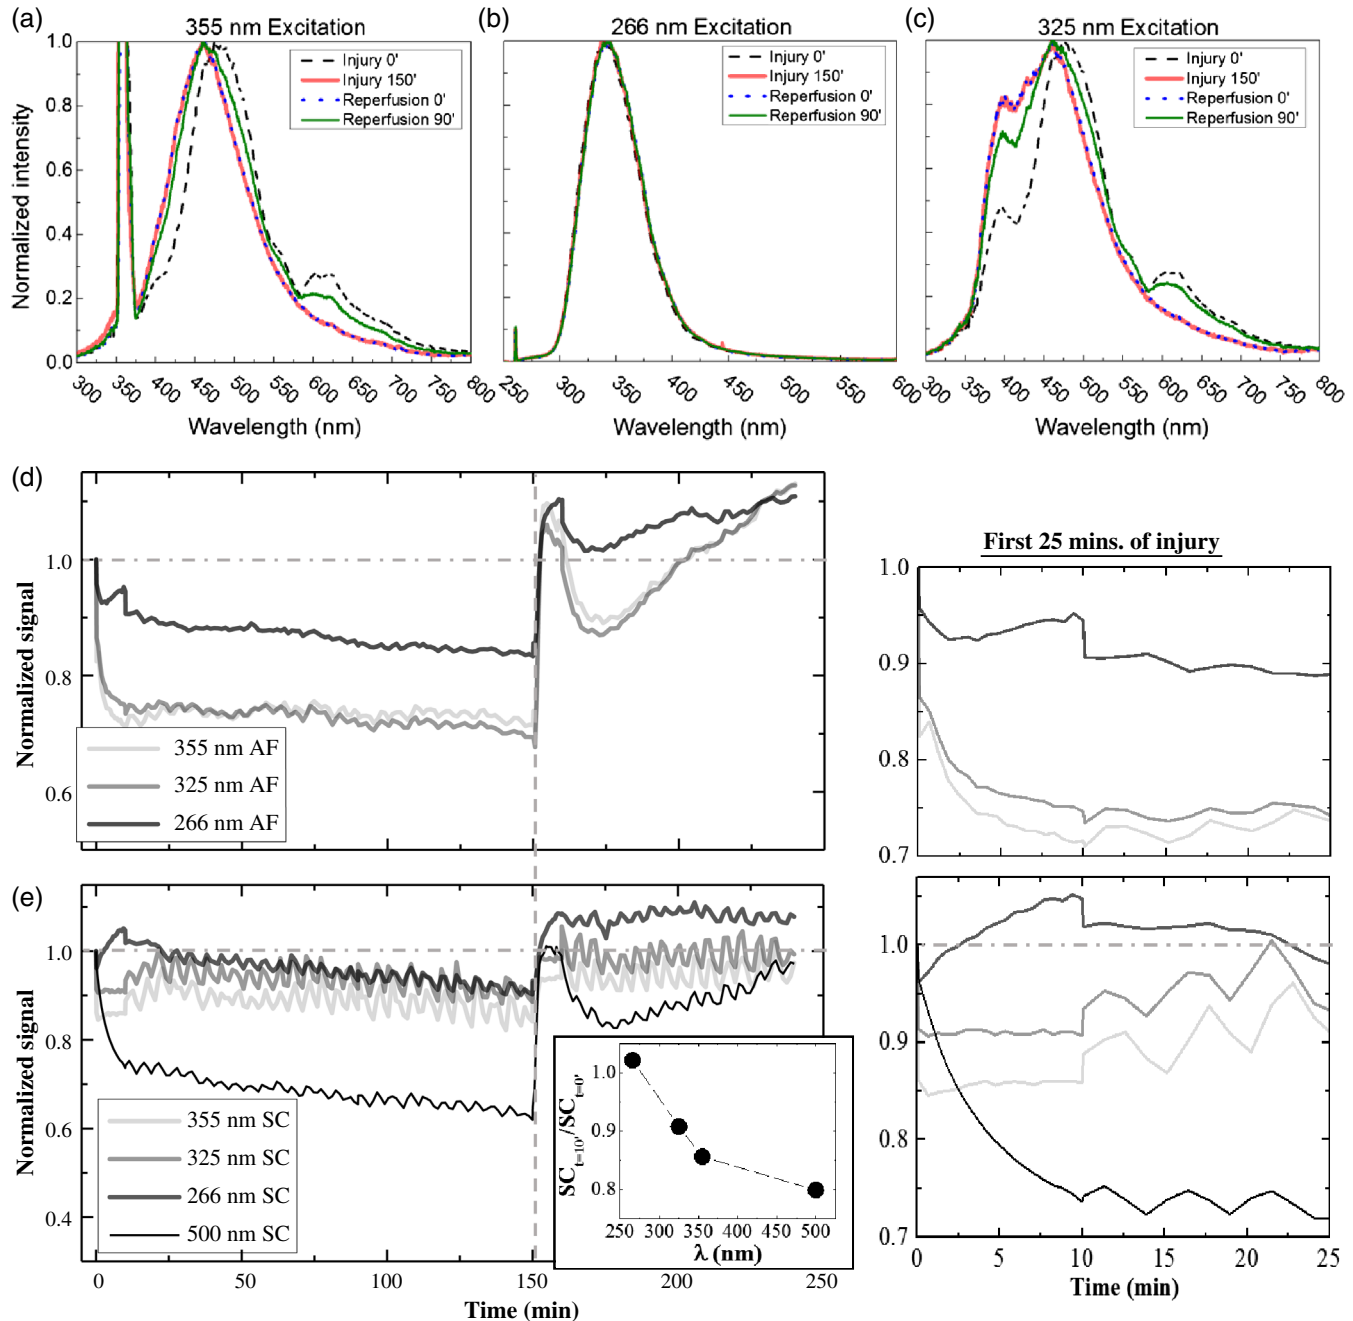 (a)
355 nm Excitation
Normalized intensity
1.0
0.8
0.6
0.4
0.2
0.0
Injury 0'
Injury 150'
Reperfusion 0'
Reperfusion 90'
300 350 400 450 500 550 600 650 700 750 800
Wavelength (nm)
(b)
266 nm Excitation
Injury 0'
Injury 150'
Reperfusion 0'
Reperfusion 90'
250 300 350 400 450 500 550 600
Wavelength (nm)
(c)
325 nm Excitation
Injury 0'
Injury 150'
Reperfusion 0'
Reperfusion 90'
300 350 400 450 500 550 600 650 700 750 800
Wavelength (nm)
(d)
Normalized signal
1.0
0.8
0.6
355 nm AF
325 nm AF
266 nm AF
First 25 mins. of injury
1.0
0.9
0.8
0.7
(e)
Normalized signal
1.0
0.8
0.6
0.4
355 nm SC
325 nm SC
266 nm SC
500 nm SC
0 50 100 150 200 250
Time (min)
SCt=10'/SCt=0'
1.0
0.9
0.8
250 300 350 400 450 500
λ (nm)
1.0
0.9
0.8
0.7
0 5 10 15 20 25
Time (min)